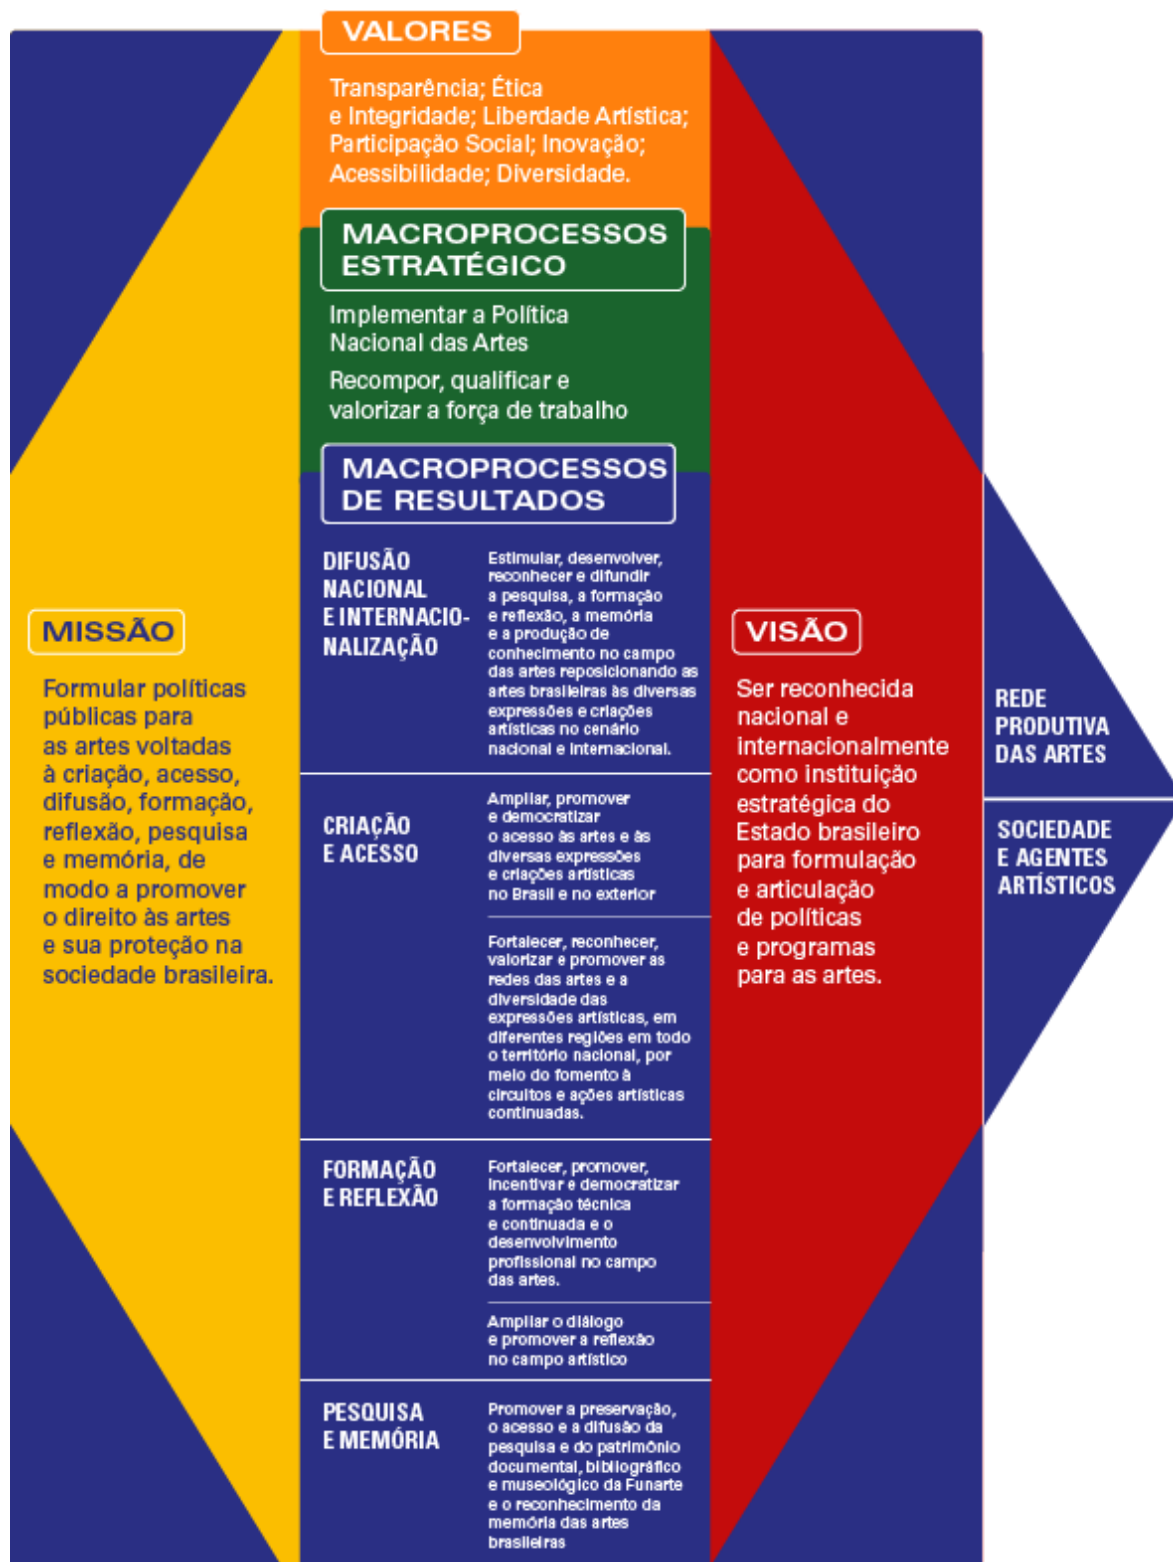 VALORES
Transparência; Ética
e Integridade; Liberdade Artística;
Participação Social; Inovação;
Acessibilidade; Diversidade.
MACROPROCESSOS
ESTRATÉGICO
Implementar a Política
Nacional das Artes
Recompor, qualificar e
valorizar a força de trabalho
MACROPROCESSOS
DE RESULTADOS
MISSÃO
Formular políticas
públicas para
as artes voltadas
à criação, acesso,
difusão, formação,
reflexão, pesquisa
e memória, de
modo a promover
o direito às artes
e sua proteção na
sociedade brasileira.
DIFUSÃO
NACIONAL
E INTERNACIO-
NALIZAÇÃO
Estimular, desenvolver,
reconhecer e difundir
a pesquisa, a formação
e reflexão, a memória
e a produção de
conhecimento no campo
das artes reposicionando as
artes brasileiras às diversas
expressões e criações
artísticas no cenário
nacional e internacional.
CRIAÇÃO
E ACESSO
Ampliar, promover
e democratizar
o acesso às artes e às
diversas expressões
e criações artísticas
no Brasil e no exterior
Fortalecer, reconhecer,
valorizar e promover as
redes das artes e a
diversidade das
expressões artísticas, em
diferentes regiões em todo
o território nacional, por
meio do fomento à
circuitos e ações artísticas
continuadas.
FORMAÇÃO
E REFLEXÃO
Fortalecer, promover,
incentivar e democratizar
a formação técnica
e continuada e o
desenvolvimento
profissional no campo
das artes.
Ampliar o diálogo
e promover a reflexão
no campo artístico
PESQUISA
E MEMÓRIA
Promover a preservação,
o acesso e a difusão da
pesquisa e do patrimônio
documental, bibliográfico
e museológico da Funarte
e o reconhecimento da
memória das artes
brasileiras
VISÃO
Ser reconhecida
nacional e
internacionalmente
como instituição
estratégica do
Estado brasileiro
para formulação
e articulação
de políticas
e programas
para as artes.
REDE
PRODUTIVA
DAS ARTES
SOCIEDADE
E AGENTES
ARTÍSTICOS